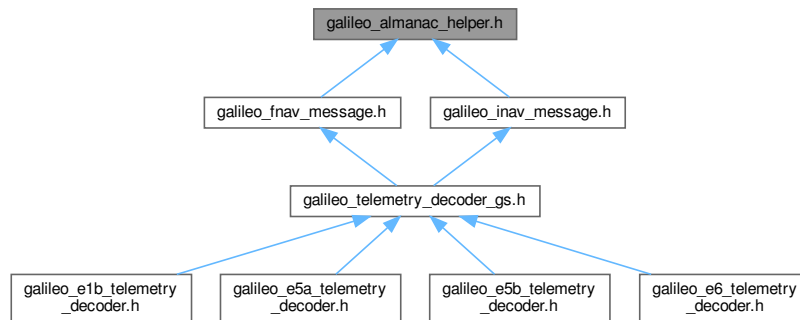 galileo_almanac_helper.h
galileo_fnav_message.h
galileo_inav_message.h
galileo_telemetry_decoder_gs.h
galileo_e1b_telemetry
_decoder.h
galileo_e5a_telemetry
_decoder.h
galileo_e5b_telemetry
_decoder.h
galileo_e6_telemetry
_decoder.h